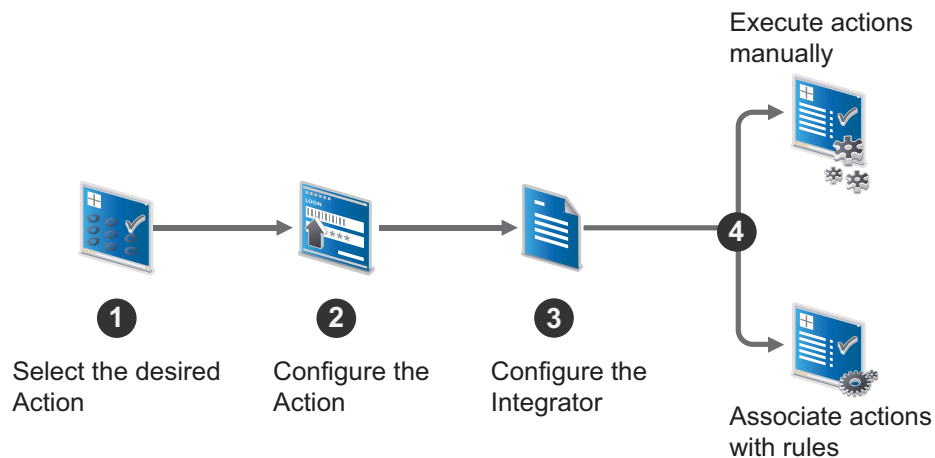 Execute actions
manually
LOGIN
***
4
1
2
3
Select the desired
Action
Configure the
Action
Configure the
Integrator
Associate actions
with rules